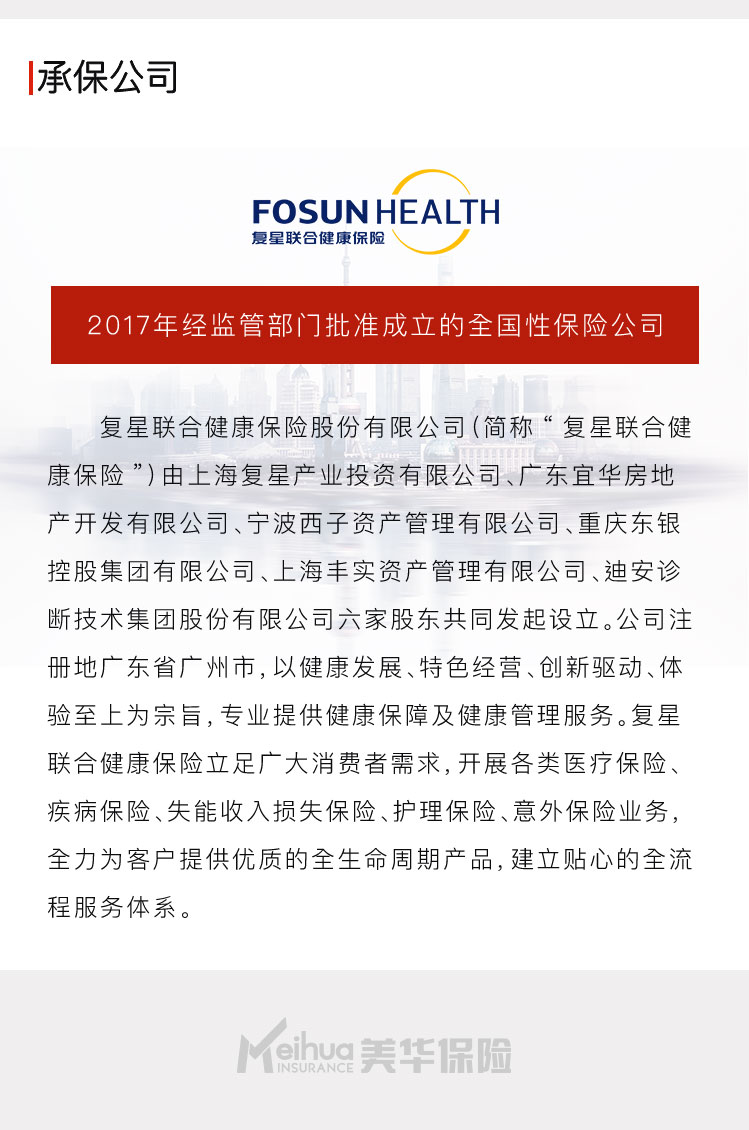 承保公司
FOSUN HEALTH
复星联合健康保险
2017年经监管部门批准成立的全国性保险公司
复星联合健康保险股份有限公司(简称“复星联合健
康保险”)由上海复星产业投资有限公司、广东宜华房地
产开发有限公司、宁波西子资产管理有限公司、重庆东银
控股集团有限公司、上海丰实资产管理有限公司、迪安诊
断技术集团股份有限公司六家股东共同发起设立。公司注
册地广东省广州市,以健康发展、特色经营、创新驱动、体
验至上为宗旨,专业提供健康保障及健康管理服务。复星
联合健康保险立足广大消费者需求,开展各类医疗保险、
疾病保险、失能收入损失保险、护理保险、意外保险业务,
全力为客户提供优质的全生命周期产品,建立贴心的全流
程服务体系。
Meihua 美华保险
INSURANCE